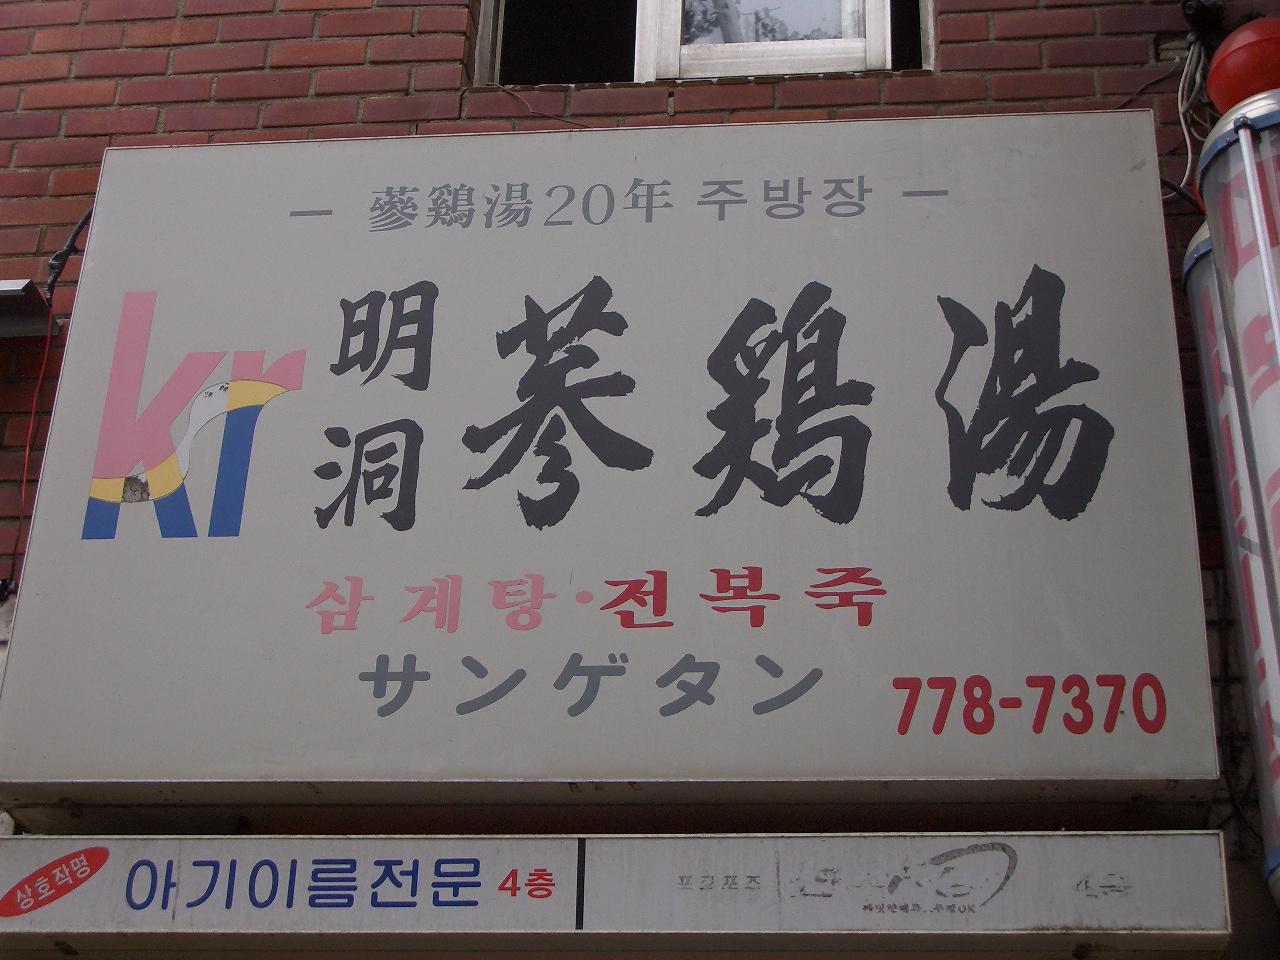 - 蔘鷄湯20年 주방장 -
kr
明洞
蔘鷄湯
삼계탕·전복죽
サンゲタン
778-7370
상호작명 아기이름전문 4층